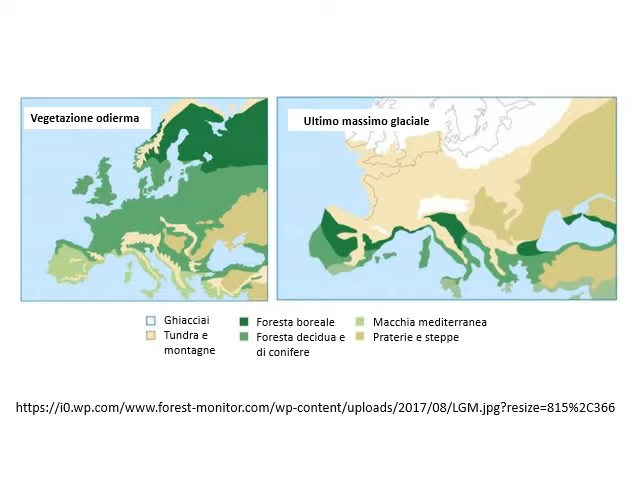 Vegetazione odierma
Ultimo massimo glaciale
Ghiacciai
Tundra e
montagne
Foresta boreale
Foresta decidua e
di conifere
Macchia mediterranea
Praterie e steppe
https://i0.wp.com/www.forest-monitor.com/wp-content/uploads/2017/08/LGM.jpg?resize=815%2C366